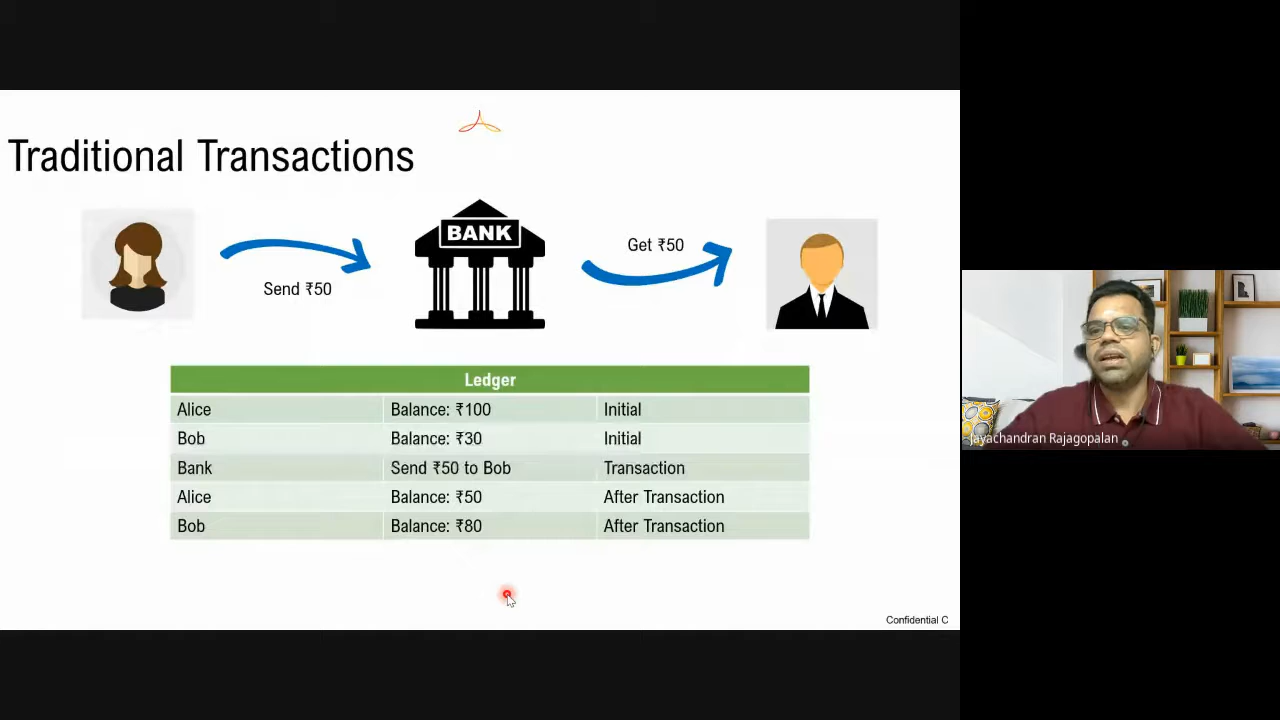 Traditional Transactions
BANK
Send ₹50
Get ₹50
Ledger
Alice Balance: ₹100 Initial
Bob Balance: ₹30 Initial
Bank Send ₹50 to Bob Transaction
Alice Balance: ₹50 After Transaction
Bob Balance: ₹80 After Transaction
Confidential C
Jayachandran Rajagopalan